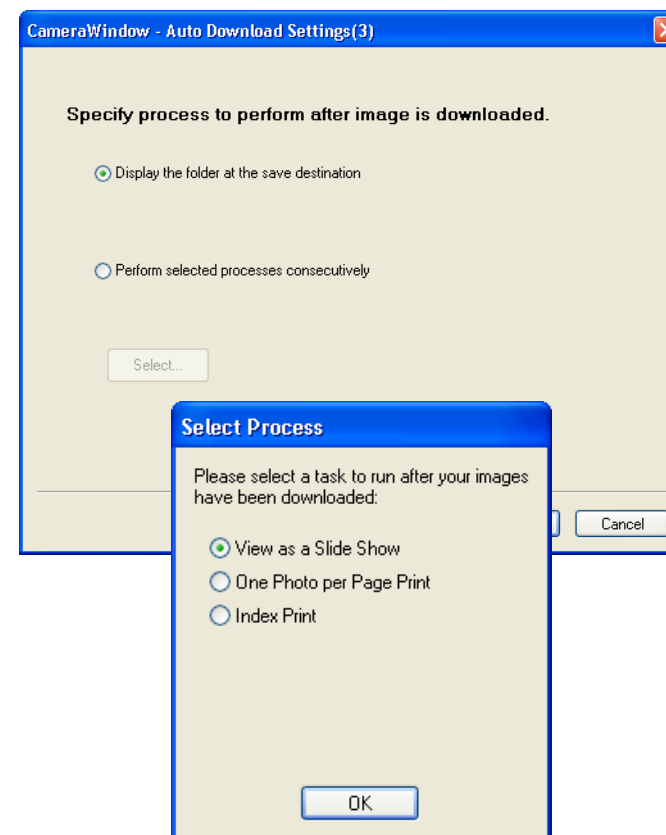 CameraWindow - Auto Download Settings(3)
Specify process to perform after image is downloaded.
Display the folder at the save destination
Perform selected processes consecutively
Select...
Select Process
Please select a task to run after your images
have been downloaded:
View as a Slide Show
One Photo per Page Print
Index Print
OK
Cancel